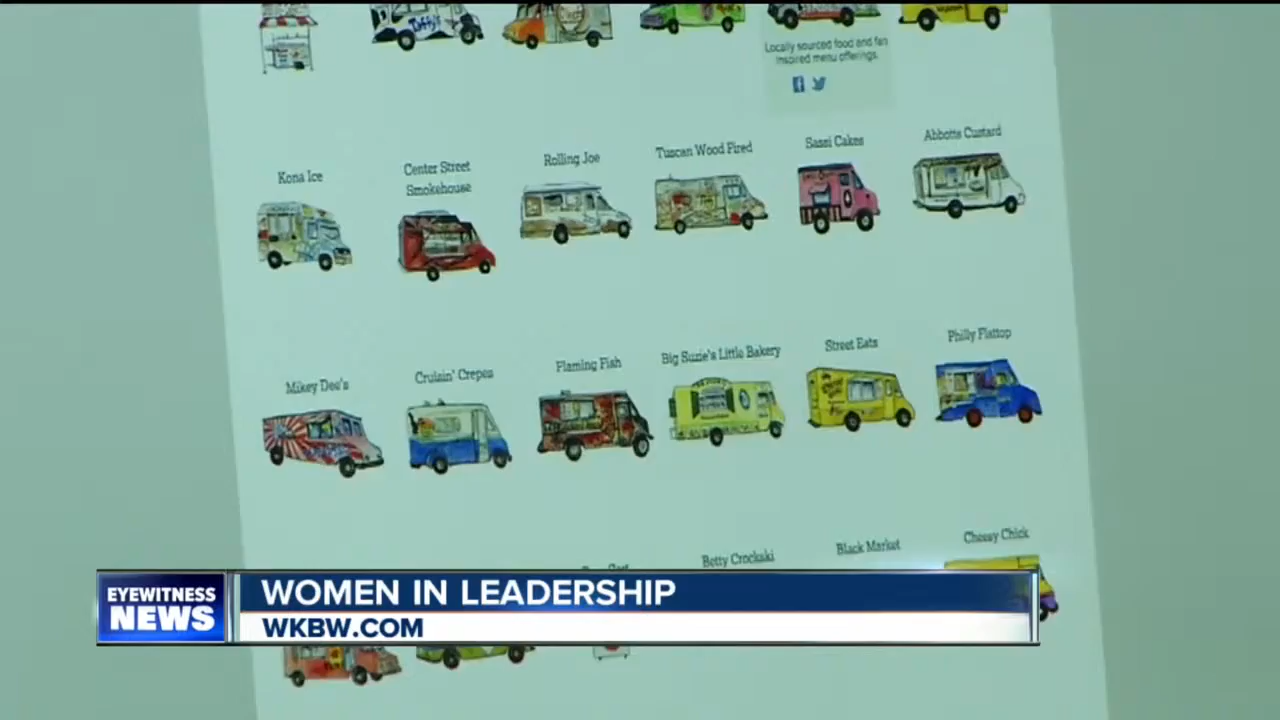 Taffy's
Locally sourced food and fan
inspired menu offerings.
Kona Ice
Center Street
Smokehouse
Rolling Joe
Tuscan Wood Fired
Sassi Cakes
Abbotts Custard
Mikey Dee's
Cruisin' Crepes
Flaming Fish
Big Suzie's Little Bakery
Street Eats
Philly Flattop
Betty Crockski
Black Market
Cheesy Chick
EYEWITNESS
NEWS
WOMEN IN LEADERSHIP
WKBW.COM